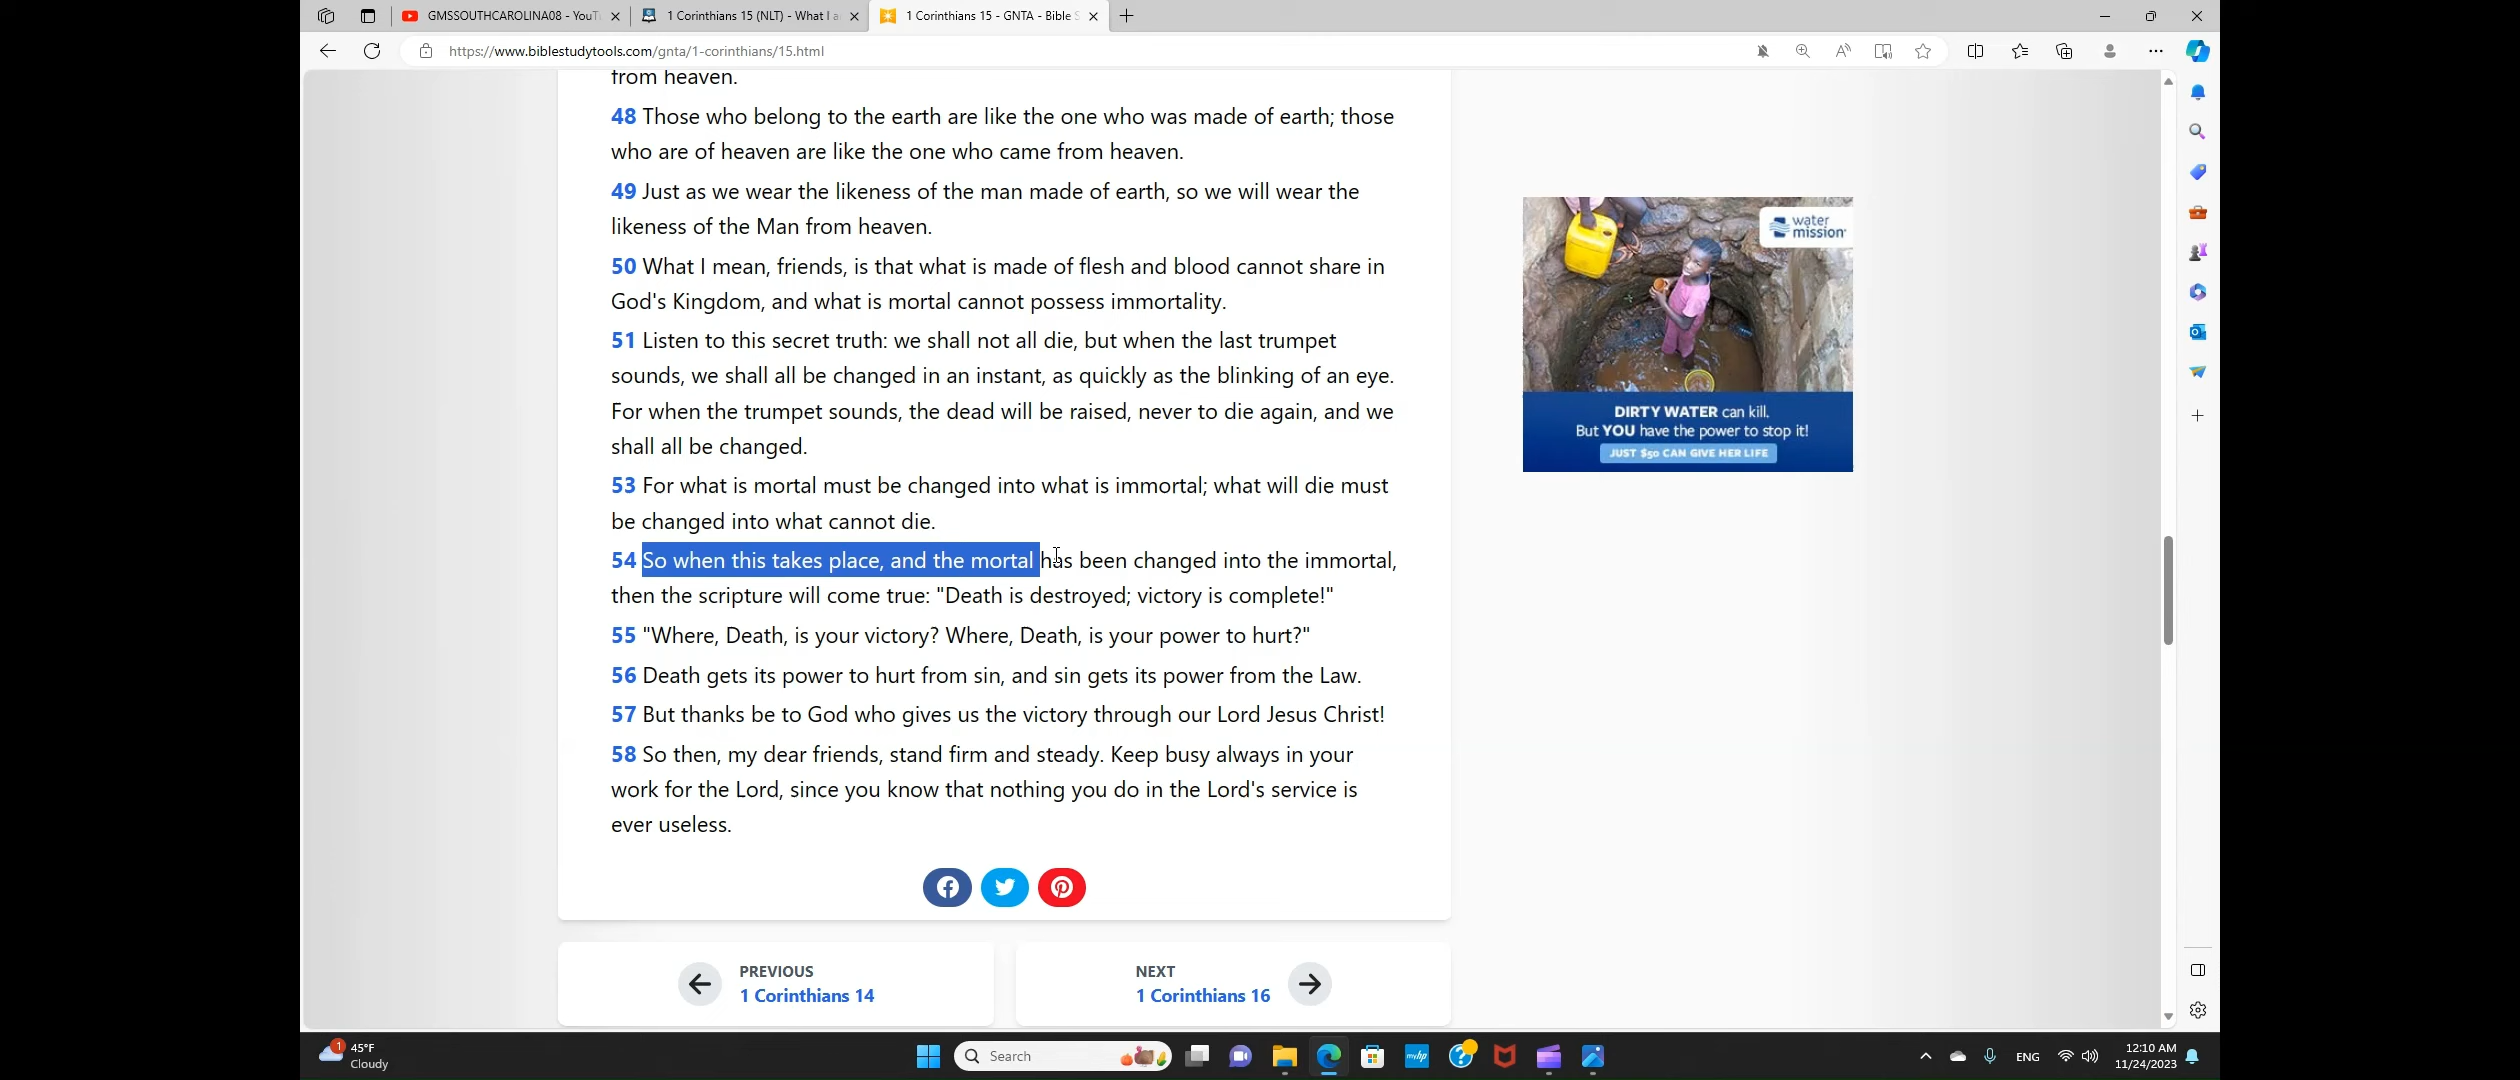 GMSSOUTHCAROLINA08 - YouT
1 Corinthians 15 (NLT) - What I a
1 Corinthians 15 - GNTA - Bible S
https://www.biblestudytools.com/gnta/1-corinthians/15.html
from heaven.
48 Those who belong to the earth are like the one who was made of earth; those
who are of heaven are like the one who came from heaven.
49 Just as we wear the likeness of the man made of earth, so we will wear the
likeness of the Man from heaven.
50 What I mean, friends, is that what is made of flesh and blood cannot share in
God's Kingdom, and what is mortal cannot possess immortality.
51 Listen to this secret truth: we shall not all die, but when the last trumpet
sounds, we shall all be changed in an instant, as quickly as the blinking of an eye.
For when the trumpet sounds, the dead will be raised, never to die again, and we
shall all be changed.
53 For what is mortal must be changed into what is immortal; what will die must
be changed into what cannot die.
54 So when this takes place, and the mortal has been changed into the immortal,
then the scripture will come true: "Death is destroyed; victory is complete!"
55 "Where, Death, is your victory? Where, Death, is your power to hurt?"
56 Death gets its power to hurt from sin, and sin gets its power from the Law.
57 But thanks be to God who gives us the victory through our Lord Jesus Christ!
58 So then, my dear friends, stand firm and steady. Keep busy always in your
work for the Lord, since you know that nothing you do in the Lord's service is
ever useless.
water
mission
DIRTY WATER can kill.
But YOU have the power to stop it!
JUST $50 CAN GIVE HER LIFE
PREVIOUS
1 Corinthians 14
NEXT
1 Corinthians 16
1
45°F
Cloudy
Search
myhp
ENG
12:10 AM
11/24/2023